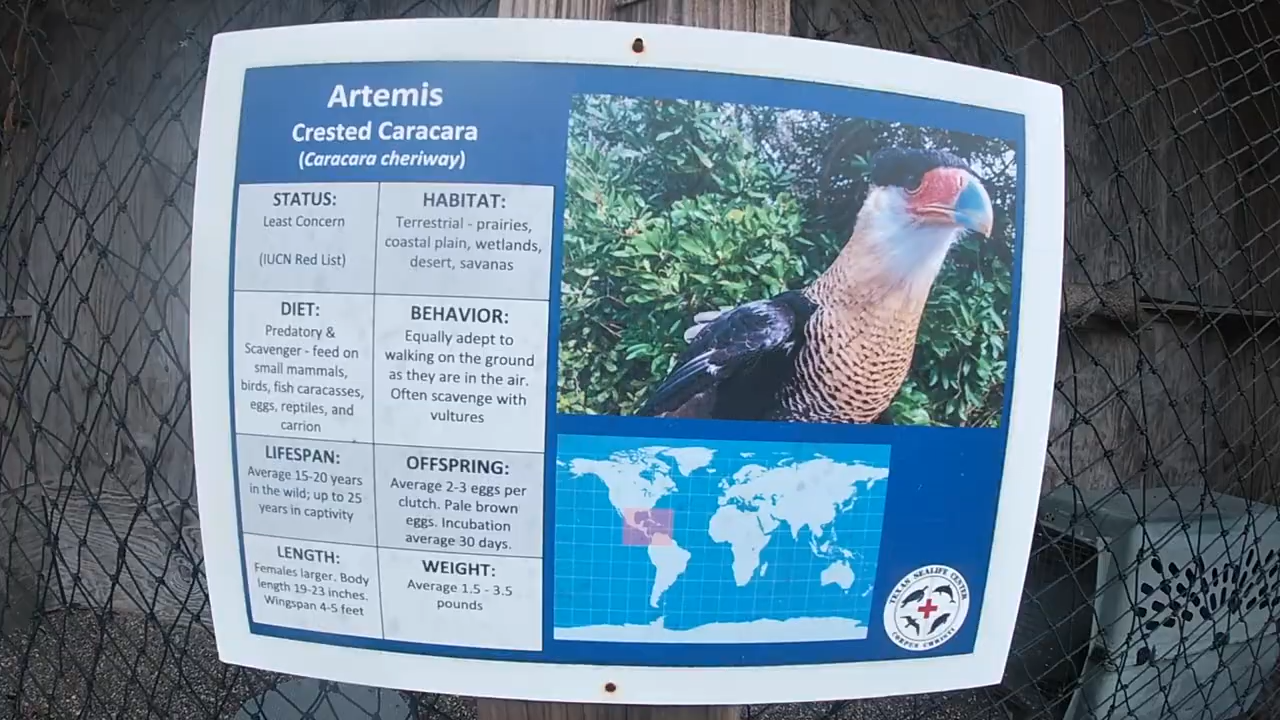 Artemis
Crested Caracara
(Caracara cheriway)
STATUS:
Least Concern
(IUCN Red List)
HABITAT:
Terrestrial - prairies,
coastal plain, wetlands,
desert, savanas
DIET:
Predatory &
Scavenger - feed on
small mammals,
birds, fish caracasses,
eggs, reptiles, and
carrion
BEHAVIOR:
Equally adept to
walking on the ground
as they are in the air.
Often scavenge with
vultures
LIFESPAN:
Average 15-20 years
in the wild; up to 25
years in captivity
OFFSPRING:
Average 2-3 eggs per
clutch. Pale brown
eggs. Incubation
average 30 days.
LENGTH:
Females larger. Body
length 19-23 inches.
Wingspan 4-5 feet
WEIGHT:
Average 1.5 - 3.5
pounds
TEXAN SEALIFE CENTER
CORPUS CHRISTI